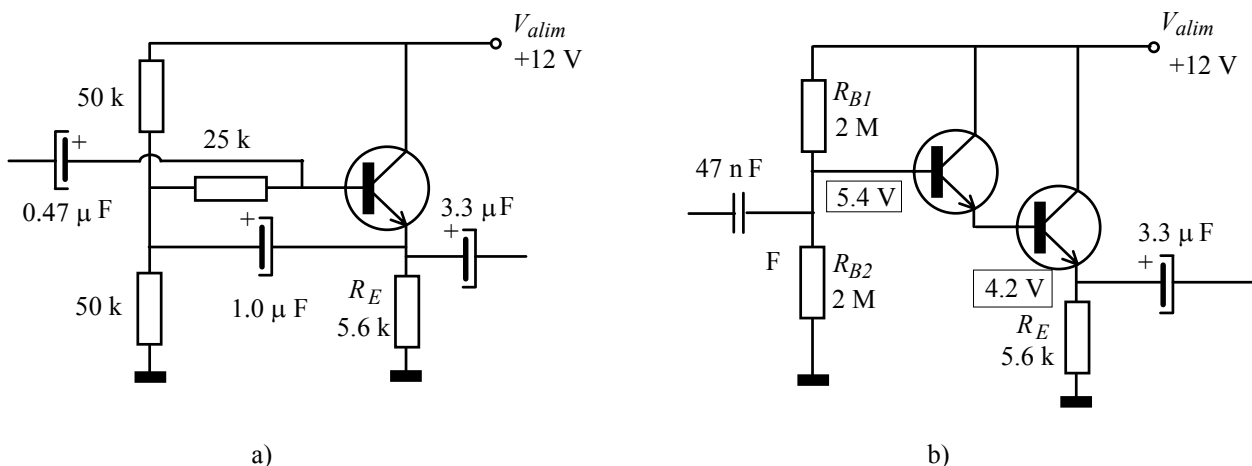 V_alim
+12 V
50 k
25 k
+
0.47 μ F
+
3.3 μ F
+
50 k
1.0 μ F
R_E
5.6 k
a)
V_alim
+12 V
R_B1
2 M
47 n F
5.4 V
3.3 μ F
+
F
R_B2
2 M
4.2 V
R_E
5.6 k
b)